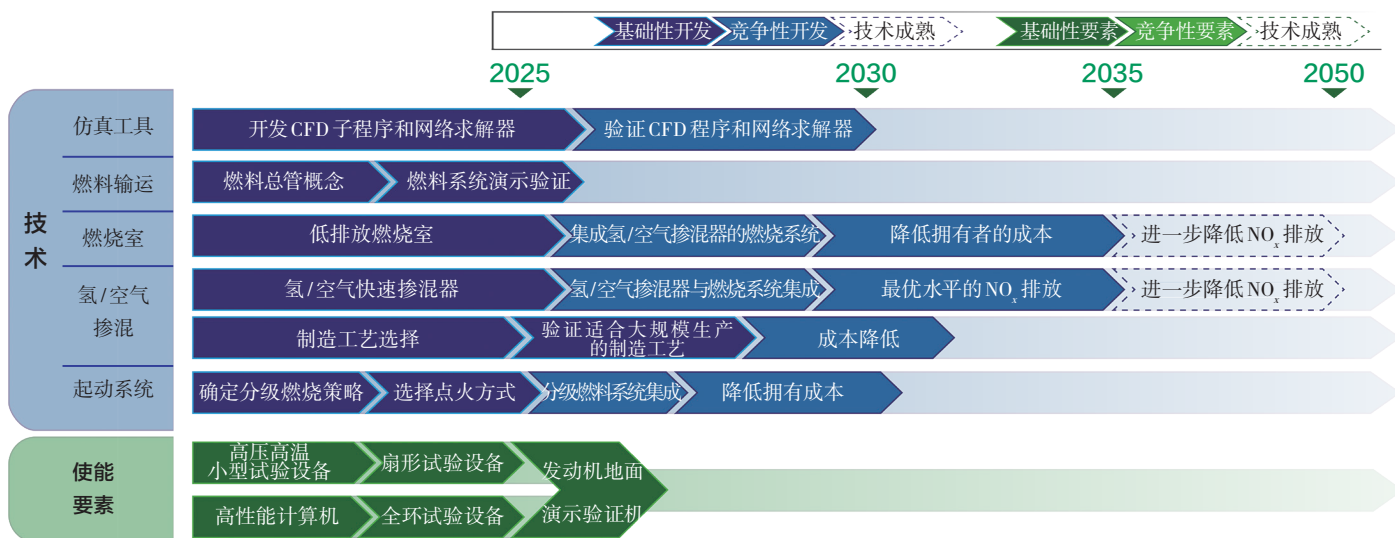 基础性开发
竞争性开发
技术成熟
基础性要素
竞争性要素
技术成熟
2025
2030
2035
2050
技术
仿真工具
开发CFD子程序和网络求解器
验证CFD程序和网络求解器
燃料输运
燃料总管概念
燃料系统演示验证
燃烧室
低排放燃烧室
集成氢/空气掺混器的燃烧系统
降低拥有者的成本
进一步降低NOx排放
氢/空气
掺混
氢/空气快速掺混器
氢/空气掺混器与燃烧系统集成
最优水平的NOx排放
进一步降低NOx排放
制造工艺选择
验证适合大规模生产
的制造工艺
成本降低
起动系统
确定分级燃烧策略
选择点火方式
分级燃料系统集成
降低拥有成本
使能
要素
高压高温
小型试验设备
扇形试验设备
发动机地面
演示验证机
高性能计算机
全环试验设备